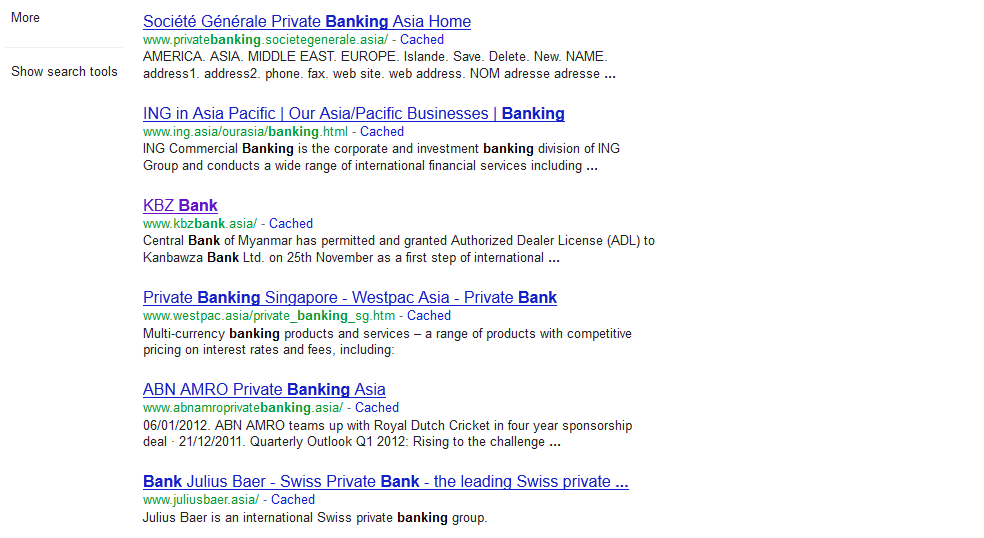 More
Show search tools
Société Générale Private Banking Asia Home
www.privatebanking.societegenerale.asia/ - Cached
AMERICA. ASIA. MIDDLE EAST. EUROPE. Islande. Save. Delete. New. NAME.
address1. address2. phone. fax. web site. web address. NOM adresse adresse ...
ING in Asia Pacific | Our Asia/Pacific Businesses | Banking
www.ing.asia/ourasia/banking.html - Cached
ING Commercial Banking is the corporate and investment banking division of ING
Group and conducts a wide range of international financial services including ...
KBZ Bank
www.kbzbank.asia/ - Cached
Central Bank of Myanmar has permitted and granted Authorized Dealer License (ADL) to
Kanbawza Bank Ltd. on 25th November as a first step of international ...
Private Banking Singapore - Westpac Asia - Private Bank
www.westpac.asia/private_banking_sg.htm - Cached
Multi-currency banking products and services – a range of products with competitive
pricing on interest rates and fees, including:
ABN AMRO Private Banking Asia
www.abnamroprivatebanking.asia/ - Cached
06/01/2012. ABN AMRO teams up with Royal Dutch Cricket in four year sponsorship
deal · 21/12/2011. Quarterly Outlook Q1 2012: Rising to the challenge ...
Bank Julius Baer - Swiss Private Bank - the leading Swiss private ...
www.juliusbaer.asia/ - Cached
Julius Baer is an international Swiss private banking group.